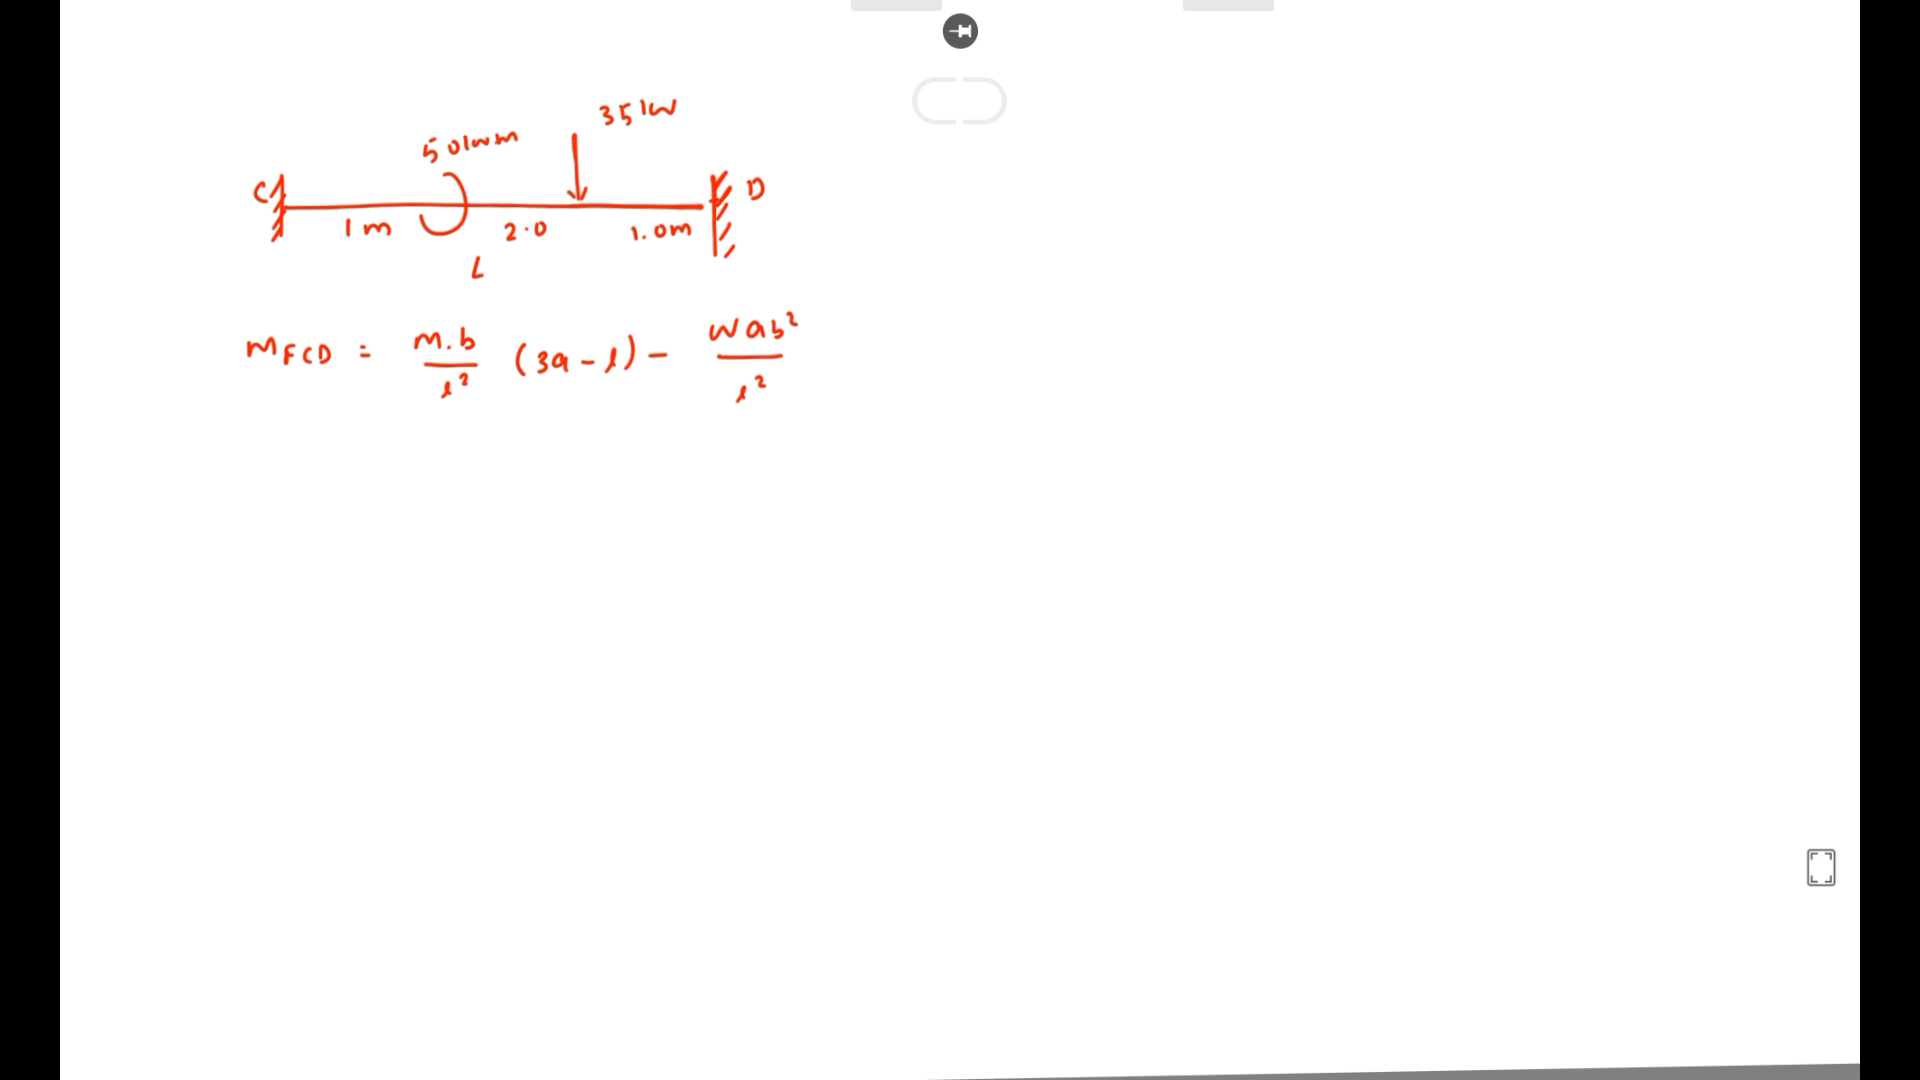 35kN
50kNm
C D
1m 2.0 1.0m
L
MFCD = M.b/l² (3a - l) - Wab²/l²